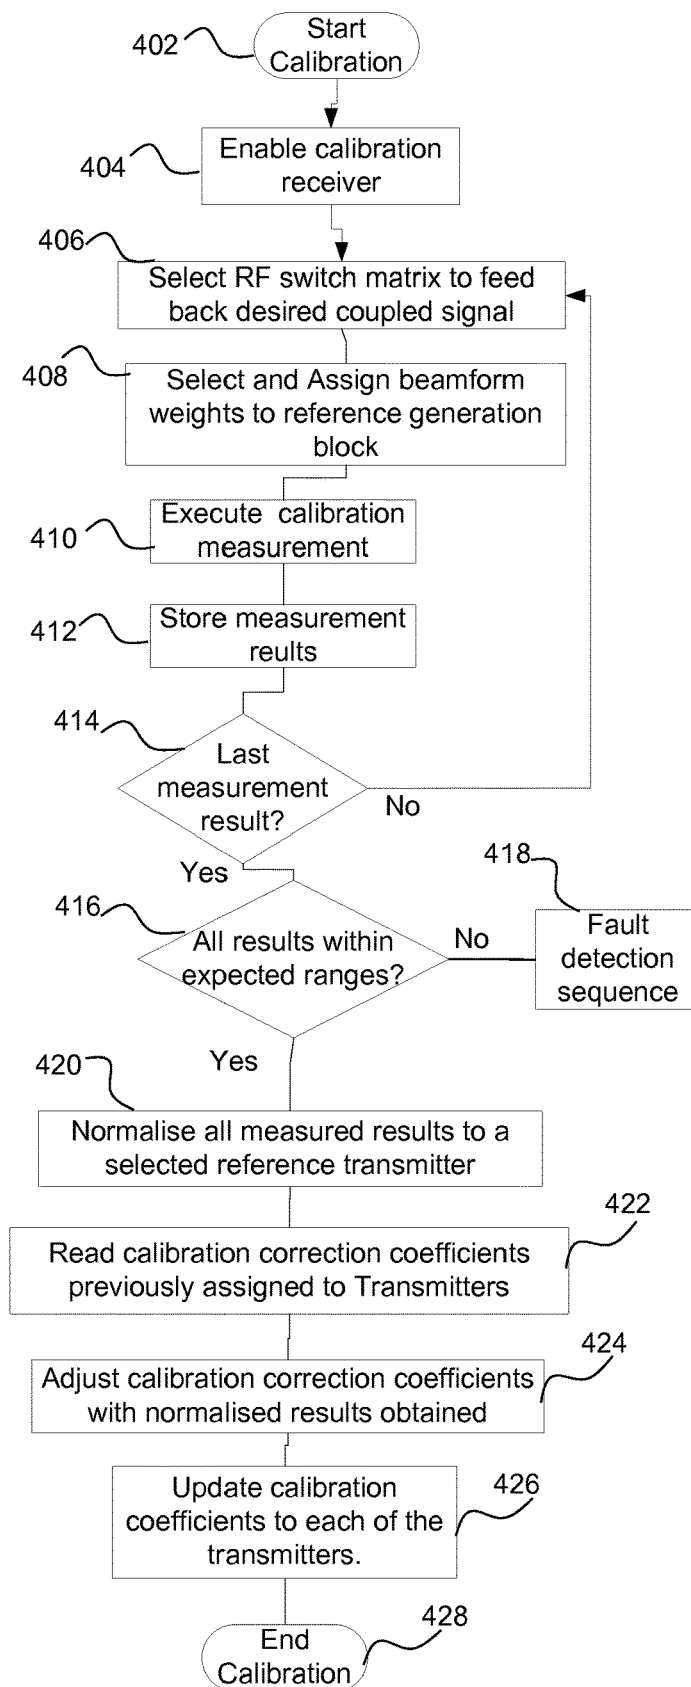 402
Start
Calibration
404
Enable calibration
receiver
406
Select RF switch matrix to feed
back desired coupled signal
408
Select and Assign beamform
weights to reference generation
block
410
Execute calibration
measurement
412
Store measurement
reults
414
Last
measurement
result?
No
Yes
416
All results within
expected ranges?
No
418
Fault
detection
sequence
Yes
420
Normalise all measured results to a
selected reference transmitter
422
Read calibration correction coefficients
previously assigned to Transmitters
424
Adjust calibration correction coefficients
with normalised results obtained
426
Update calibration
coefficients to each of the
transmitters.
428
End
Calibration